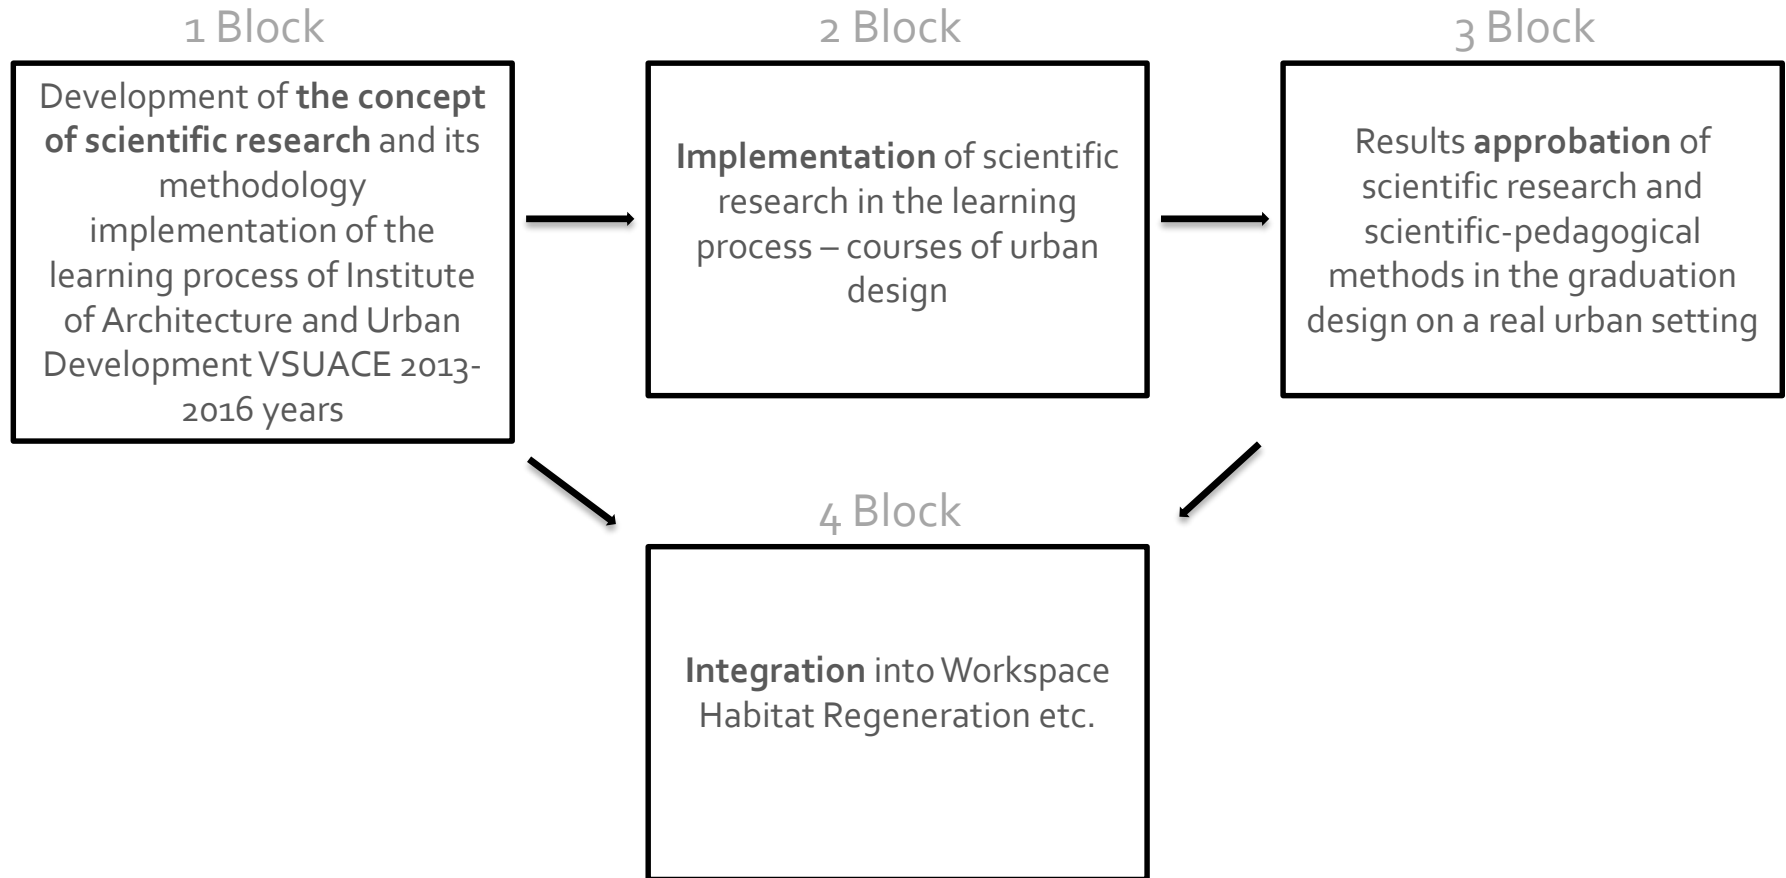 1 Block
Development of the concept
of scientific research and its
methodology
implementation of the
learning process of Institute
of Architecture and Urban
Development VSUACE 2013-
2016 years
2 Block
Implementation of scientific
research in the learning
process – courses of urban
design
3 Block
Results approbation of
scientific research and
scientific-pedagogical
methods in the graduation
design on a real urban setting
4 Block
Integration into Workspace
Habitat Regeneration etc.